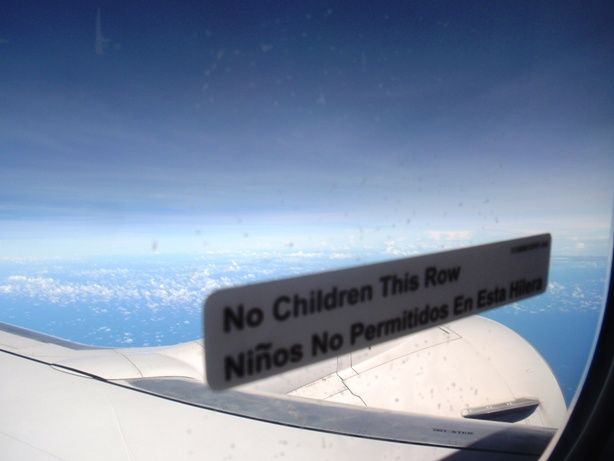 No Children This Row
Niños No Permitidos En Esta Hilera